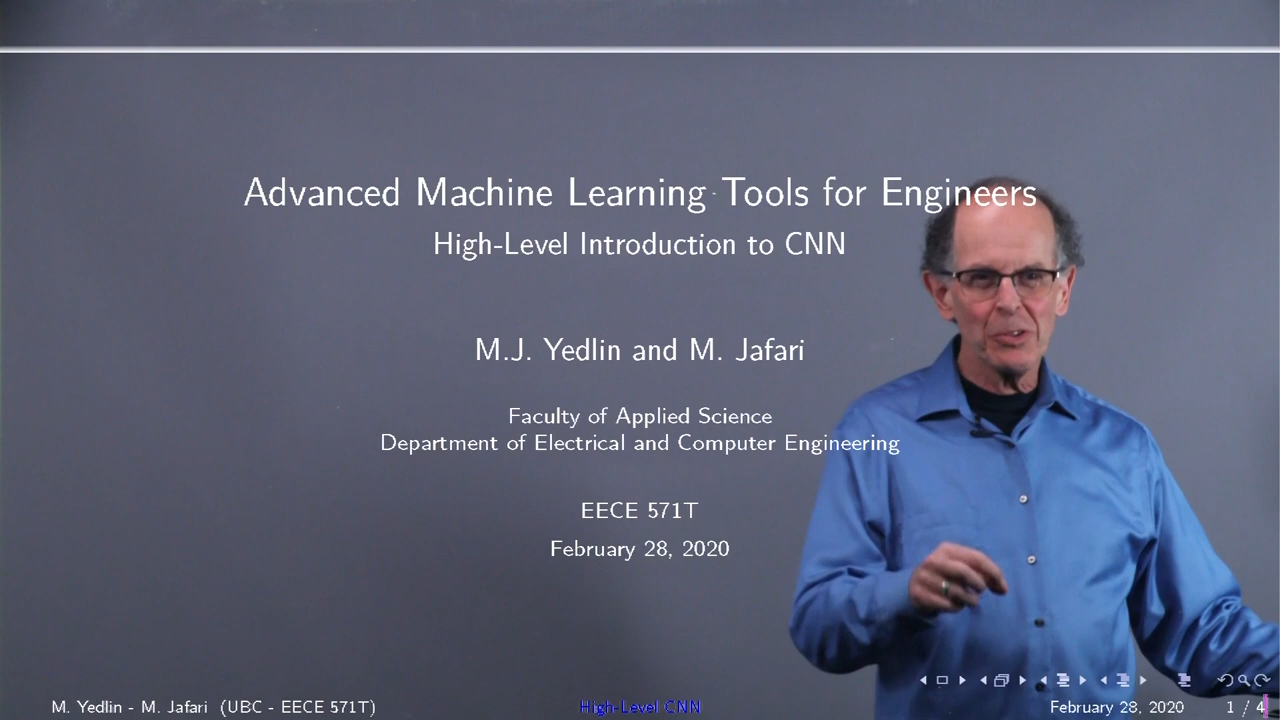 Advanced Machine Learning Tools for Engineers
High-Level Introduction to CNN
M.J. Yedlin and M. Jafari
Faculty of Applied Science
Department of Electrical and Computer Engineering
EECE 571T
February 28, 2020
M. Yedlin - M. Jafari (UBC - EECE 571T) High-Level CNN February 28, 2020 1 / 4